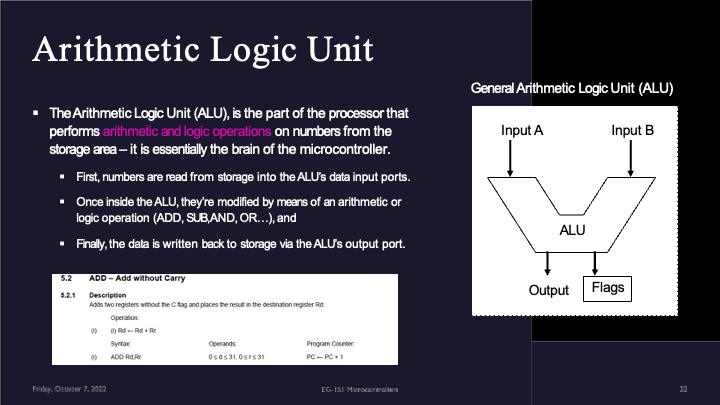 Arithmetic Logic Unit
▪ The Arithmetic Logic Unit (ALU), is the part of the processor that
performs arithmetic and logic operations on numbers from the
storage area – it is essentially the brain of the microcontroller.
▪ First, numbers are read from storage into the ALU's data input ports.
▪ Once inside the ALU, they're modified by means of an arithmetic or
logic operation (ADD, SUB,AND, OR…), and
▪ Finally, the data is written back to storage via the ALU's output port.
5.2 ADD – Add without Carry
5.2.1 Description
Adds two registers without the C flag and places the result in the destination register Rd.
Operation:
(i) (i) Rd ← Rd + Rr
Syntax: Operands: Program Counter:
(i) ADD Rd,Rr 0 ≤ d ≤ 31, 0 ≤ r ≤ 31 PC ← PC + 1
General Arithmetic Logic Unit (ALU)
Input A Input B
ALU
Output Flags
Friday, October 7, 2022 EG-151 Microcontrollers 22